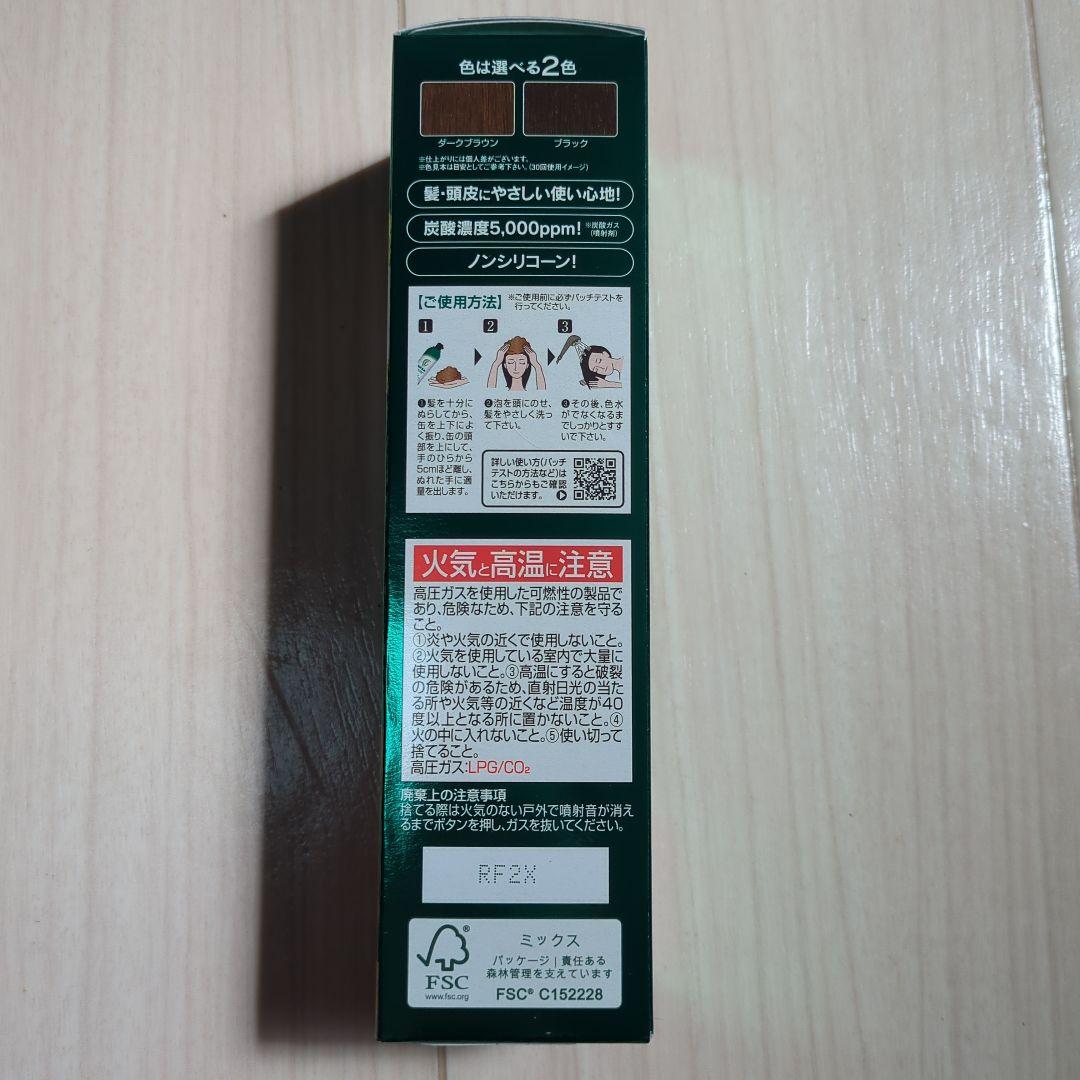 色は選べる2色
ダークブラウン
ブラック
※仕上がりには個人差がございます。
※色見本は目安としてご参考下さい。(30回使用イメージ)
髪・頭皮にやさしい使い心地!
炭酸濃度5,000ppm! ※炭酸ガス
(噴射剤)
ノンシリコーン!
【ご使用方法】 ※ご使用前に必ずパッチテストを
行ってください。
1 2 3
❶髪を十分に
ぬらしてから、
缶を上下によ
く振り、缶の頭
部を上にして、
手のひらから
5cmほど離し、
ぬれた手に適
量を出します。
❷泡を頭にのせ、
髪をやさしく洗っ
て下さい。
❸その後、色水
がでなくなるま
でしっかりとすす
いで下さい。
詳しい使い方(パッチ
テストの方法など)は
こちらからもご確認
いただけます。
火気と高温に注意
高圧ガスを使用した可燃性の製品で
あり、危険なため、下記の注意を守る
こと。
①炎や火気の近くで使用しないこと。
②火気を使用している室内で大量に
使用しないこと。③高温にすると破裂
の危険があるため、直射日光の当た
る所や火気等の近くなど温度が40
度以上となる所に置かないこと。④
火の中に入れないこと。⑤使い切って
捨てること。
高圧ガス:LPG/CO₂
廃棄上の注意事項
捨てる際は火気のない戸外で噴射音が消え
るまでボタンを押し、ガスを抜いてください。
RF2X
FSC
www.fsc.org
ミックス
パッケージ | 責任ある
森林管理を支えています
FSC® C152228